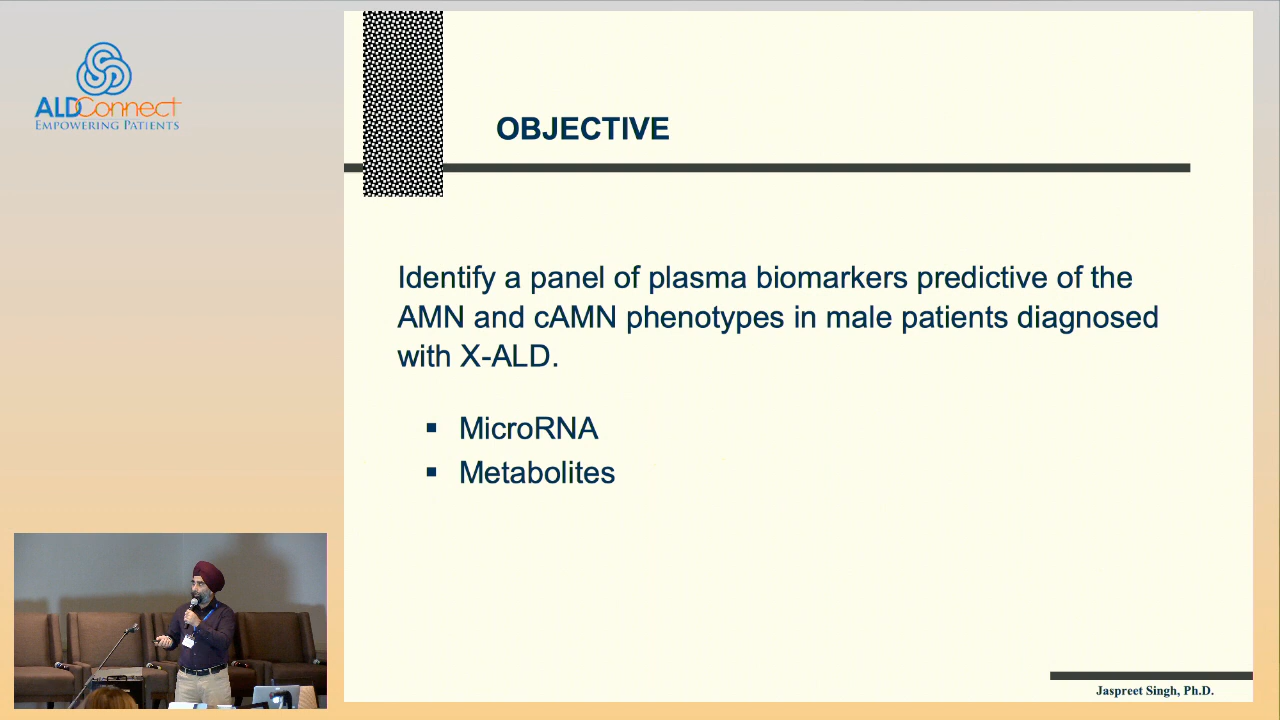 ALDConnect
EMPOWERING PATIENTS
OBJECTIVE
Identify a panel of plasma biomarkers predictive of the
AMN and cAMN phenotypes in male patients diagnosed
with X-ALD.
▪ MicroRNA
▪ Metabolites
Jaspreet Singh, Ph.D.